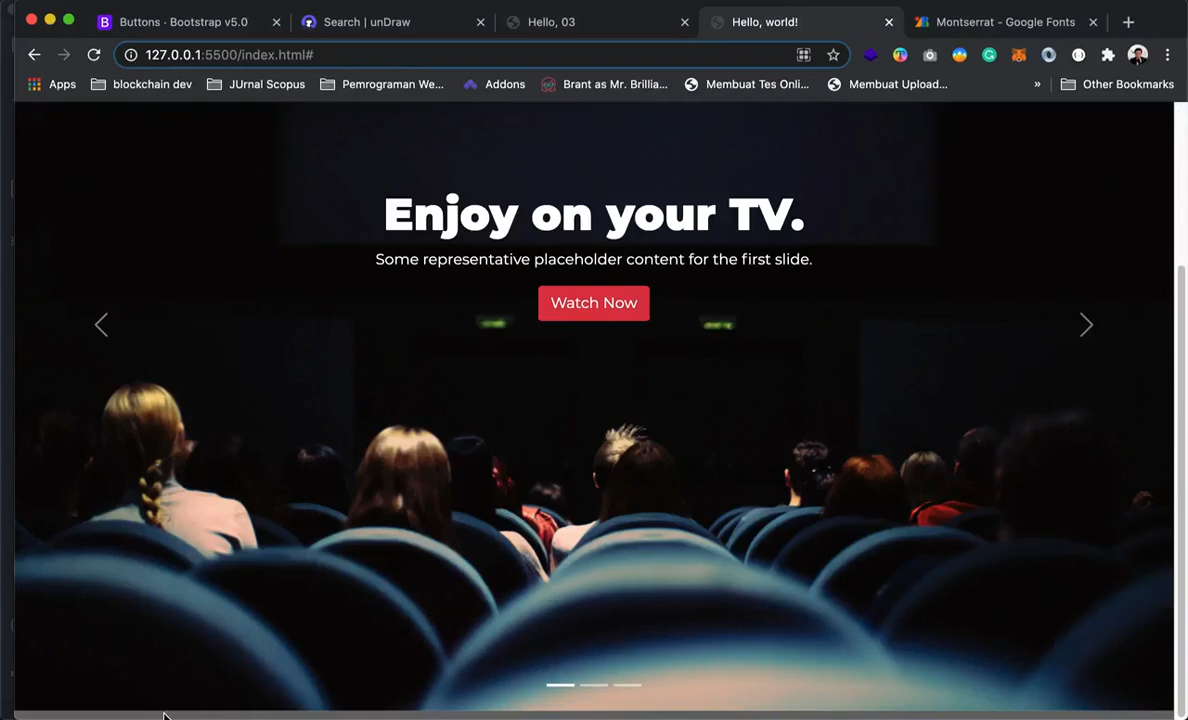 Buttons · Bootstrap v5.0
Search | unDraw
Hello, 03
Hello, world!
Montserrat - Google Fonts
127.0.0.1:5500/index.html#
Apps
blockchain dev
JUrnal Scopus
Pemrograman We...
Addons
Brant as Mr. Brillia...
Membuat Tes Onli...
Membuat Upload...
»
Other Bookmarks
Enjoy on your TV.
Some representative placeholder content for the first slide.
Watch Now